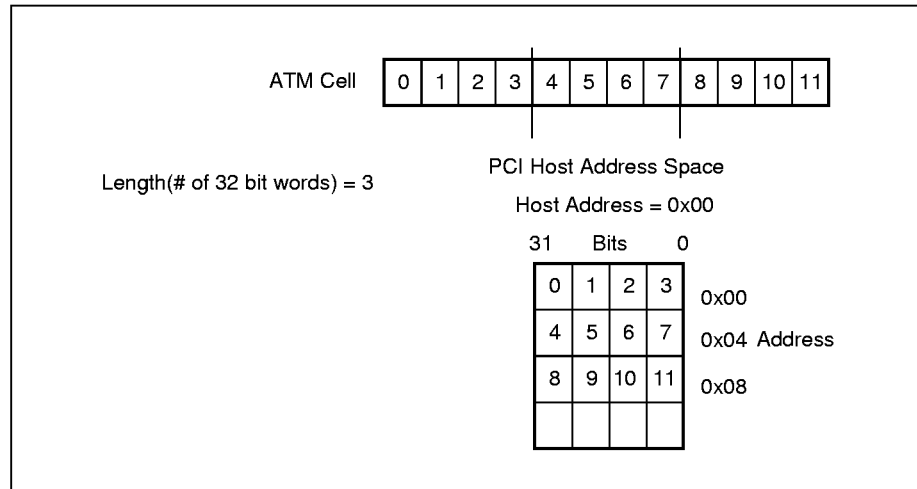 ATM Cell 0 1 2 3 4 5 6 7 8 9 10 11
PCI Host Address Space
Length(# of 32 bit words) = 3
Host Address = 0x00
31 Bits 0
0 1 2 3 0x00
4 5 6 7 0x04 Address
8 9 10 11 0x08